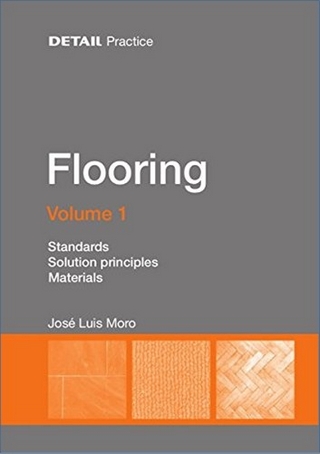 DETAIL Practice
Flooring
Volume 1
Standards
Solution principles
Materials
José Luis Moro